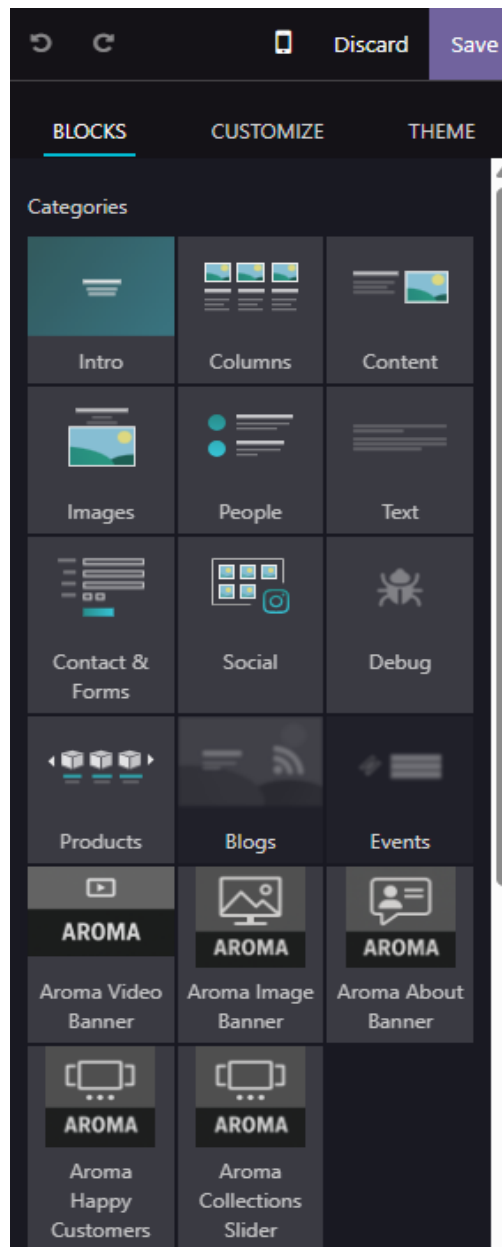 Discard Save
BLOCKS CUSTOMIZE THEME
Categories
Intro Columns Content
Images People Text
Contact & Social Debug
Forms
Products Blogs Events
AROMA AROMA AROMA
Aroma Video Aroma Image Aroma About
Banner Banner Banner
AROMA AROMA
Aroma Aroma
Happy Collections
Customers Slider